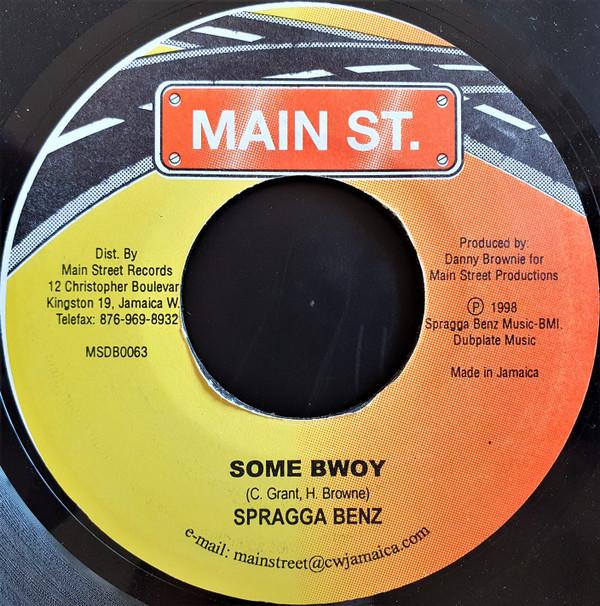 MAIN ST.
Dist. By
Main Street Records
12 Christopher Boulevar
Kingston 19, Jamaica W.
Telefax: 876-969-8932
MSDB0063
Produced by:
Danny Brownie for
Main Street Productions
Ⓟ 1998
Spragga Benz Music-BMI.
Dubplate Music
Made in Jamaica
SOME BWOY
(C. Grant, H. Browne)
SPRAGGA BENZ
e-mail: mainstreet@cwjamaica.com